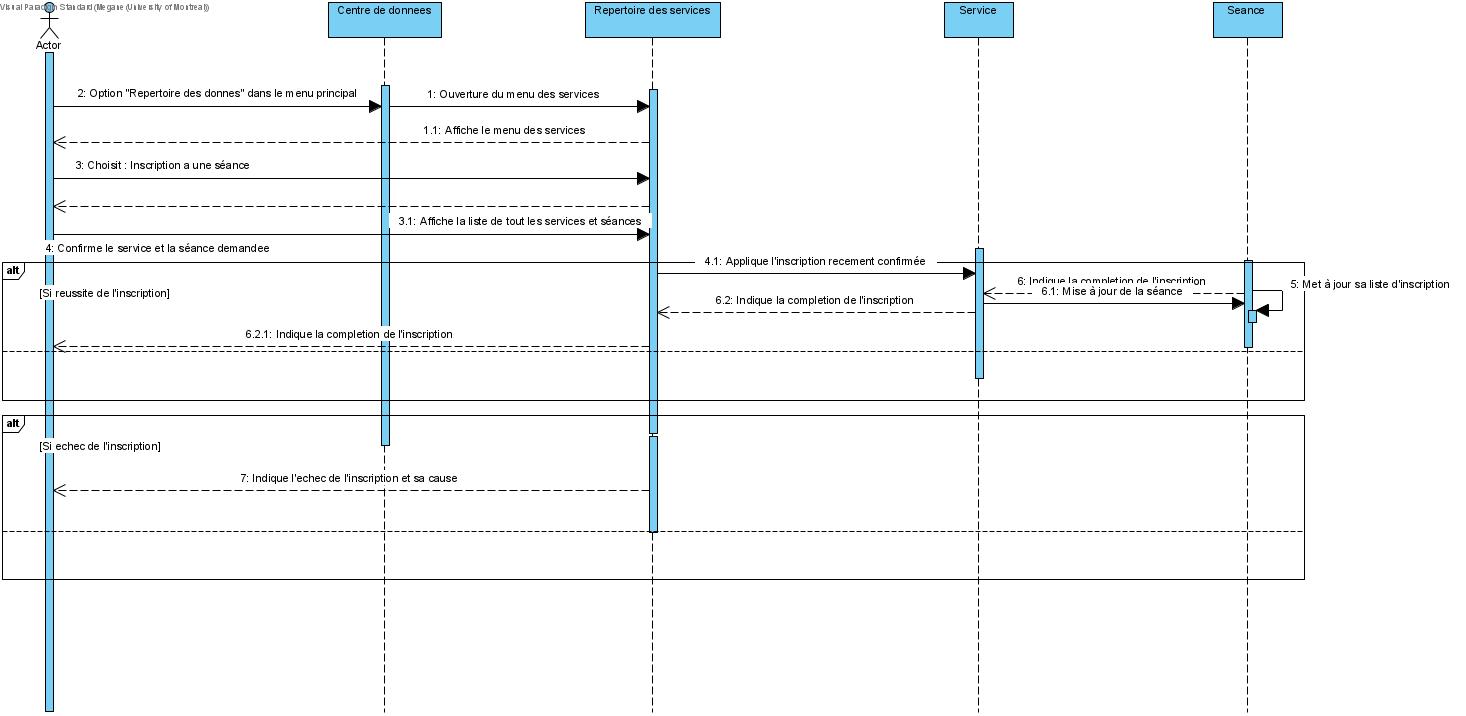 Visual Paradigm Standard (Megane (University of Montreal))
Actor
Centre de donnees
Repertoire des services
Service
Seance
2: Option "Repertoire des donnes" dans le menu principal
1: Ouverture du menu des services
1.1: Affiche le menu des services
3: Choisit : Inscription a une séance
3.1: Affiche la liste de tout les services et séances
4: Confirme le service et la séance demandee
alt
4.1: Applique l'inscription recement confirmée
[Si reussite de l'inscription]
6: Indique la completion de l'inscription
5: Met à jour sa liste d'inscription
6.1: Mise à jour de la séance
6.2: Indique la completion de l'inscription
6.2.1: Indique la completion de l'inscription
alt
[Si echec de l'inscription]
7: Indique l'echec de l'inscription et sa cause